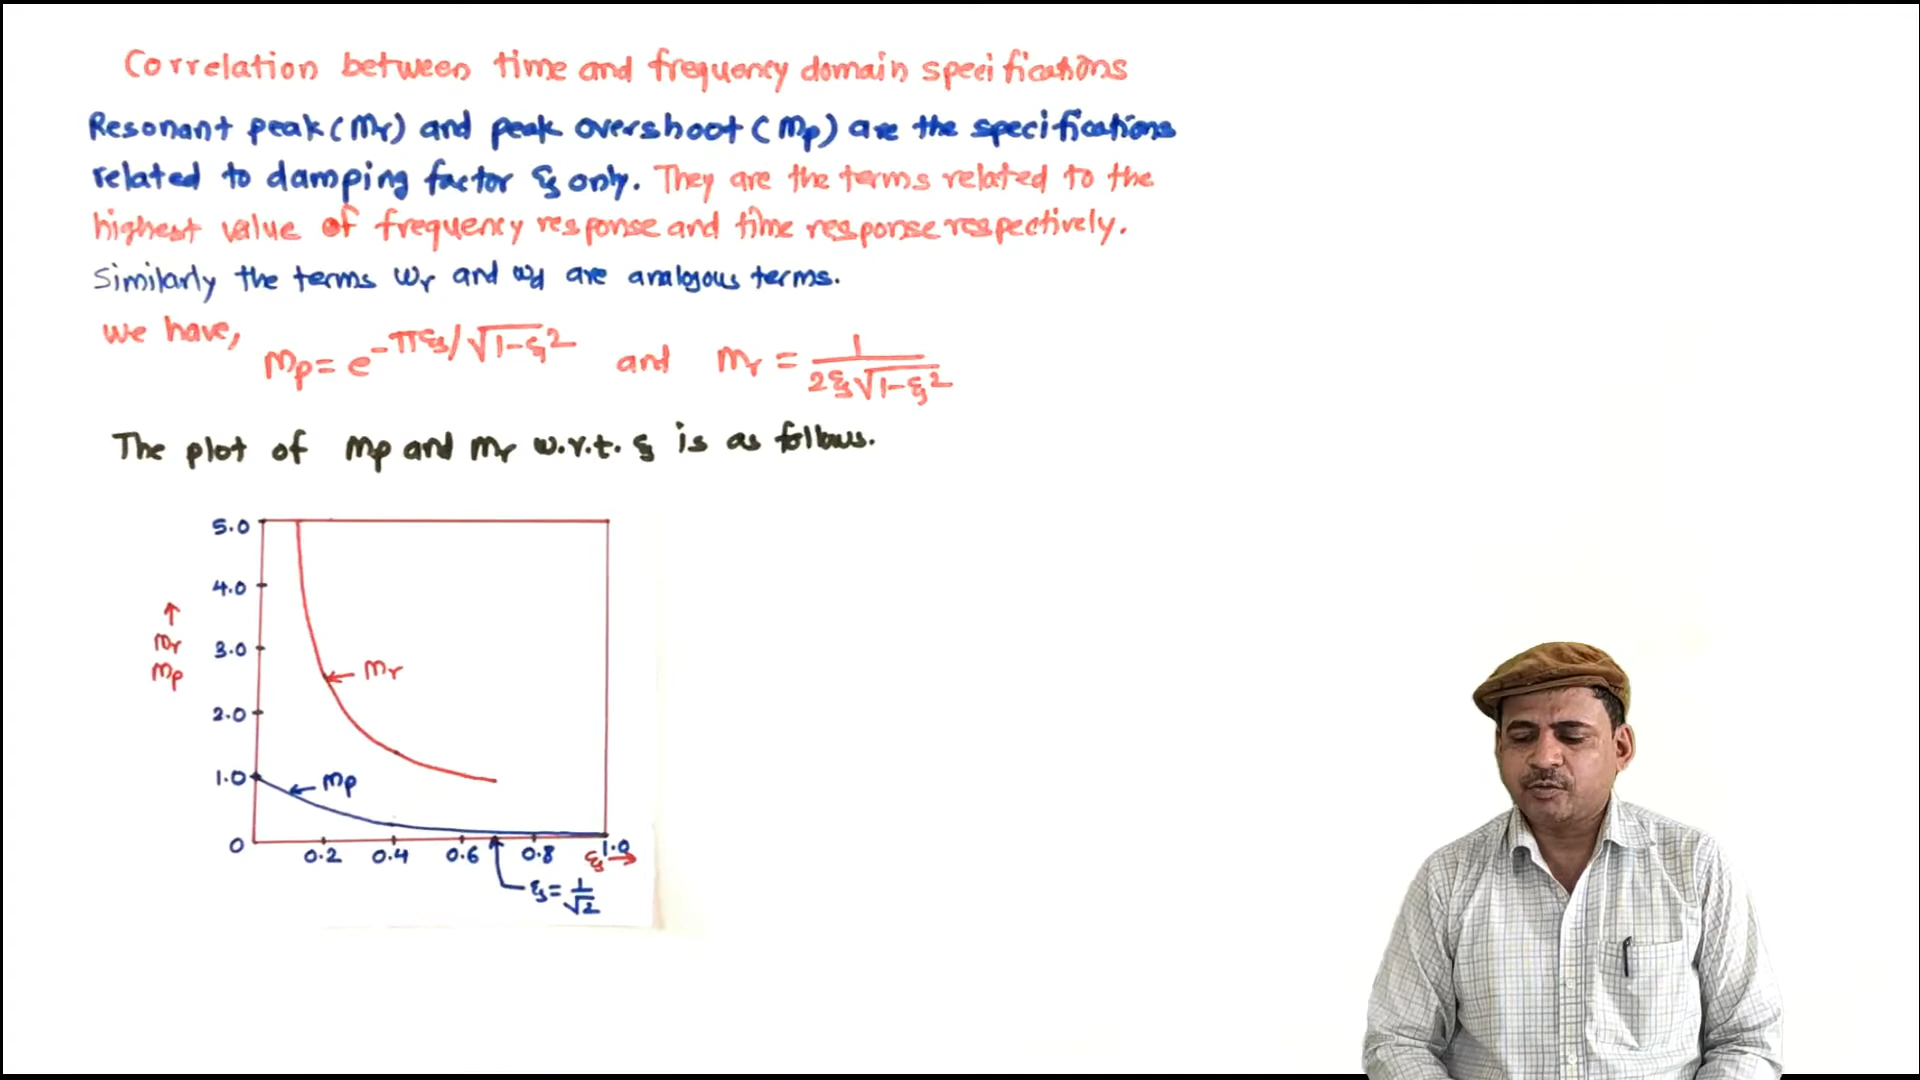 Correlation between time and frequency domain specifications
Resonant peak (Mr) and peak overshoot (Mp) are the specifications
related to damping factor ξ only. They are the terms related to the
highest value of frequency response and time response respectively.
Similarly the terms ωr and ωd are analogous terms.
We have,
Mp = e^-πξ/√1-ξ² and Mr = 1/2ξ√1-ξ²
The plot of Mp and Mr w.r.t. ξ is as follows.
5.0
4.0
↑
Mr
Mp
3.0
← Mr
2.0
1.0
← Mp
0
0.2 0.4 0.6 0.8 1.0
ξ →
ξ = 1/√2